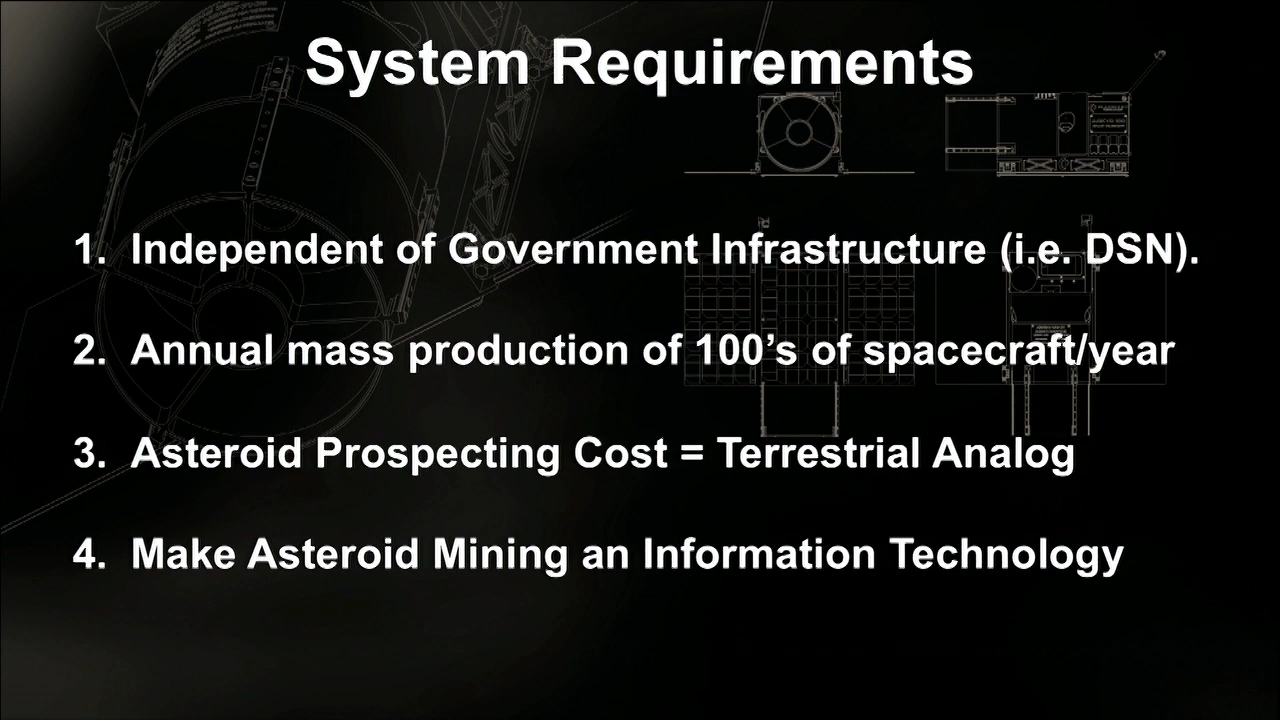 System Requirements
1. Independent of Government Infrastructure (i.e. DSN).
2. Annual mass production of 100’s of spacecraft/year
3. Asteroid Prospecting Cost = Terrestrial Analog
4. Make Asteroid Mining an Information Technology